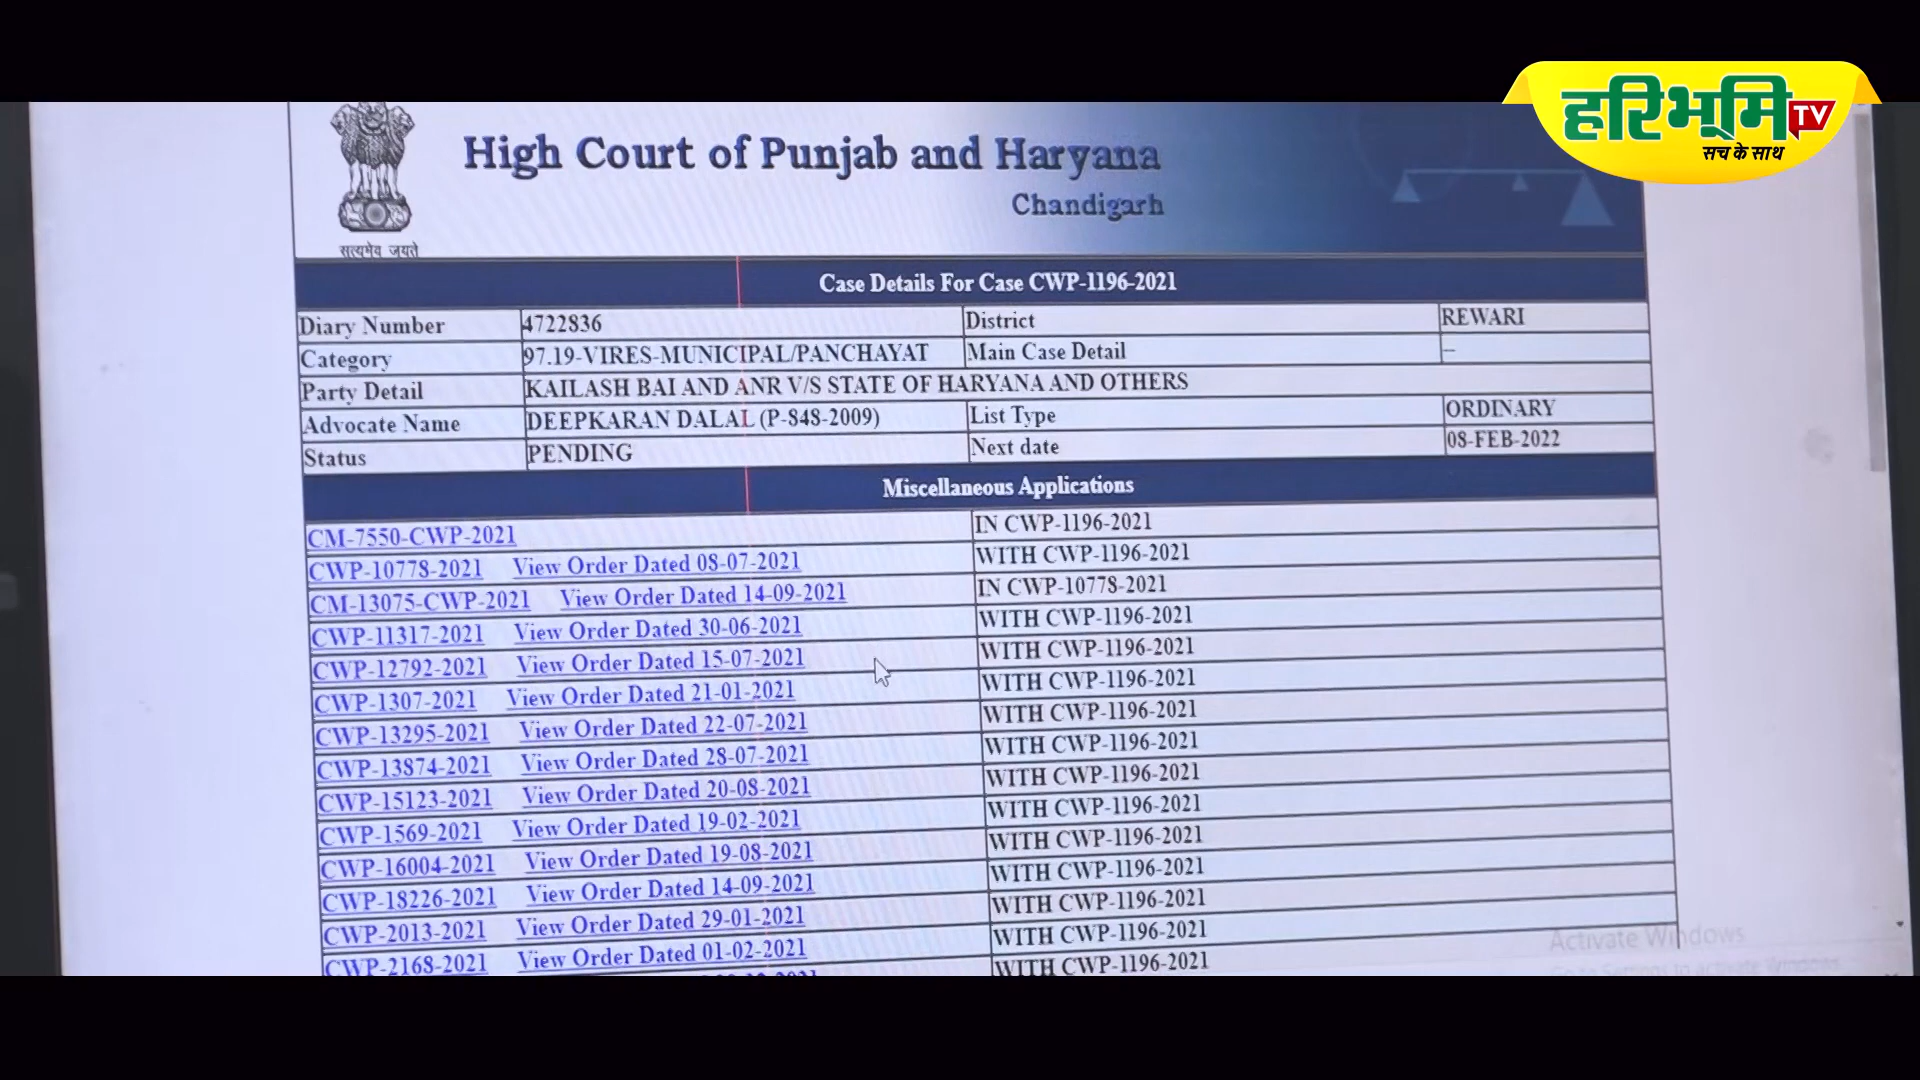 हरिभूमि TV
सच के साथ
High Court of Punjab and Haryana
Chandigarh
सत्यमेव जयते
Case Details For Case CWP-1196-2021
Diary Number 4722836 District REWARI
Category 97.19-VIRES-MUNICIPAL/PANCHAYAT Main Case Detail --
Party Detail KAILASH BAI AND ANR V/S STATE OF HARYANA AND OTHERS
Advocate Name DEEPKARAN DALAL (P-848-2009) List Type ORDINARY
Status PENDING Next date 08-FEB-2022
Miscellaneous Applications
CM-7550-CWP-2021 IN CWP-1196-2021
CWP-10778-2021 View Order Dated 08-07-2021 WITH CWP-1196-2021
CM-13075-CWP-2021 View Order Dated 14-09-2021 IN CWP-10778-2021
CWP-11317-2021 View Order Dated 30-06-2021 WITH CWP-1196-2021
CWP-12792-2021 View Order Dated 15-07-2021 WITH CWP-1196-2021
CWP-1307-2021 View Order Dated 21-01-2021 WITH CWP-1196-2021
CWP-13295-2021 View Order Dated 22-07-2021 WITH CWP-1196-2021
CWP-13874-2021 View Order Dated 28-07-2021 WITH CWP-1196-2021
CWP-15123-2021 View Order Dated 20-08-2021 WITH CWP-1196-2021
CWP-1569-2021 View Order Dated 19-02-2021 WITH CWP-1196-2021
CWP-16004-2021 View Order Dated 19-08-2021 WITH CWP-1196-2021
CWP-18226-2021 View Order Dated 14-09-2021 WITH CWP-1196-2021
CWP-2013-2021 View Order Dated 29-01-2021 WITH CWP-1196-2021
CWP-2168-2021 View Order Dated 01-02-2021 WITH CWP-1196-2021
WITH CWP-1196-2021
Activate Windows
Go to Settings to activate Windows.